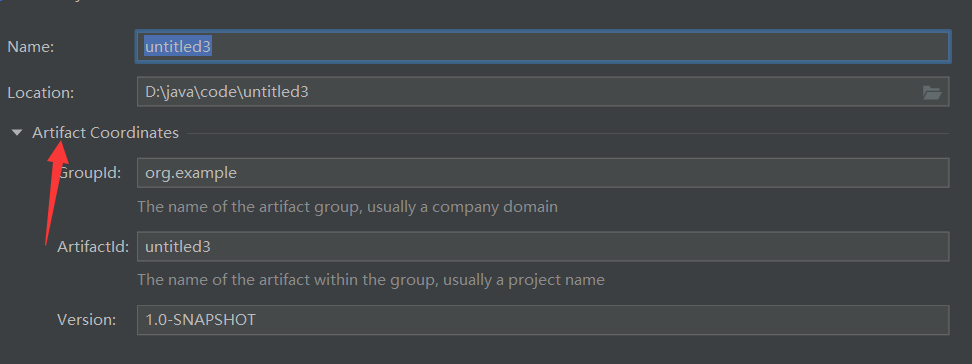 Name: untitled3
Location: D:\java\code\untitled3
Artifact Coordinates
GroupId: org.example
The name of the artifact group, usually a company domain
ArtifactId: untitled3
The name of the artifact within the group, usually a project name
Version: 1.0-SNAPSHOT